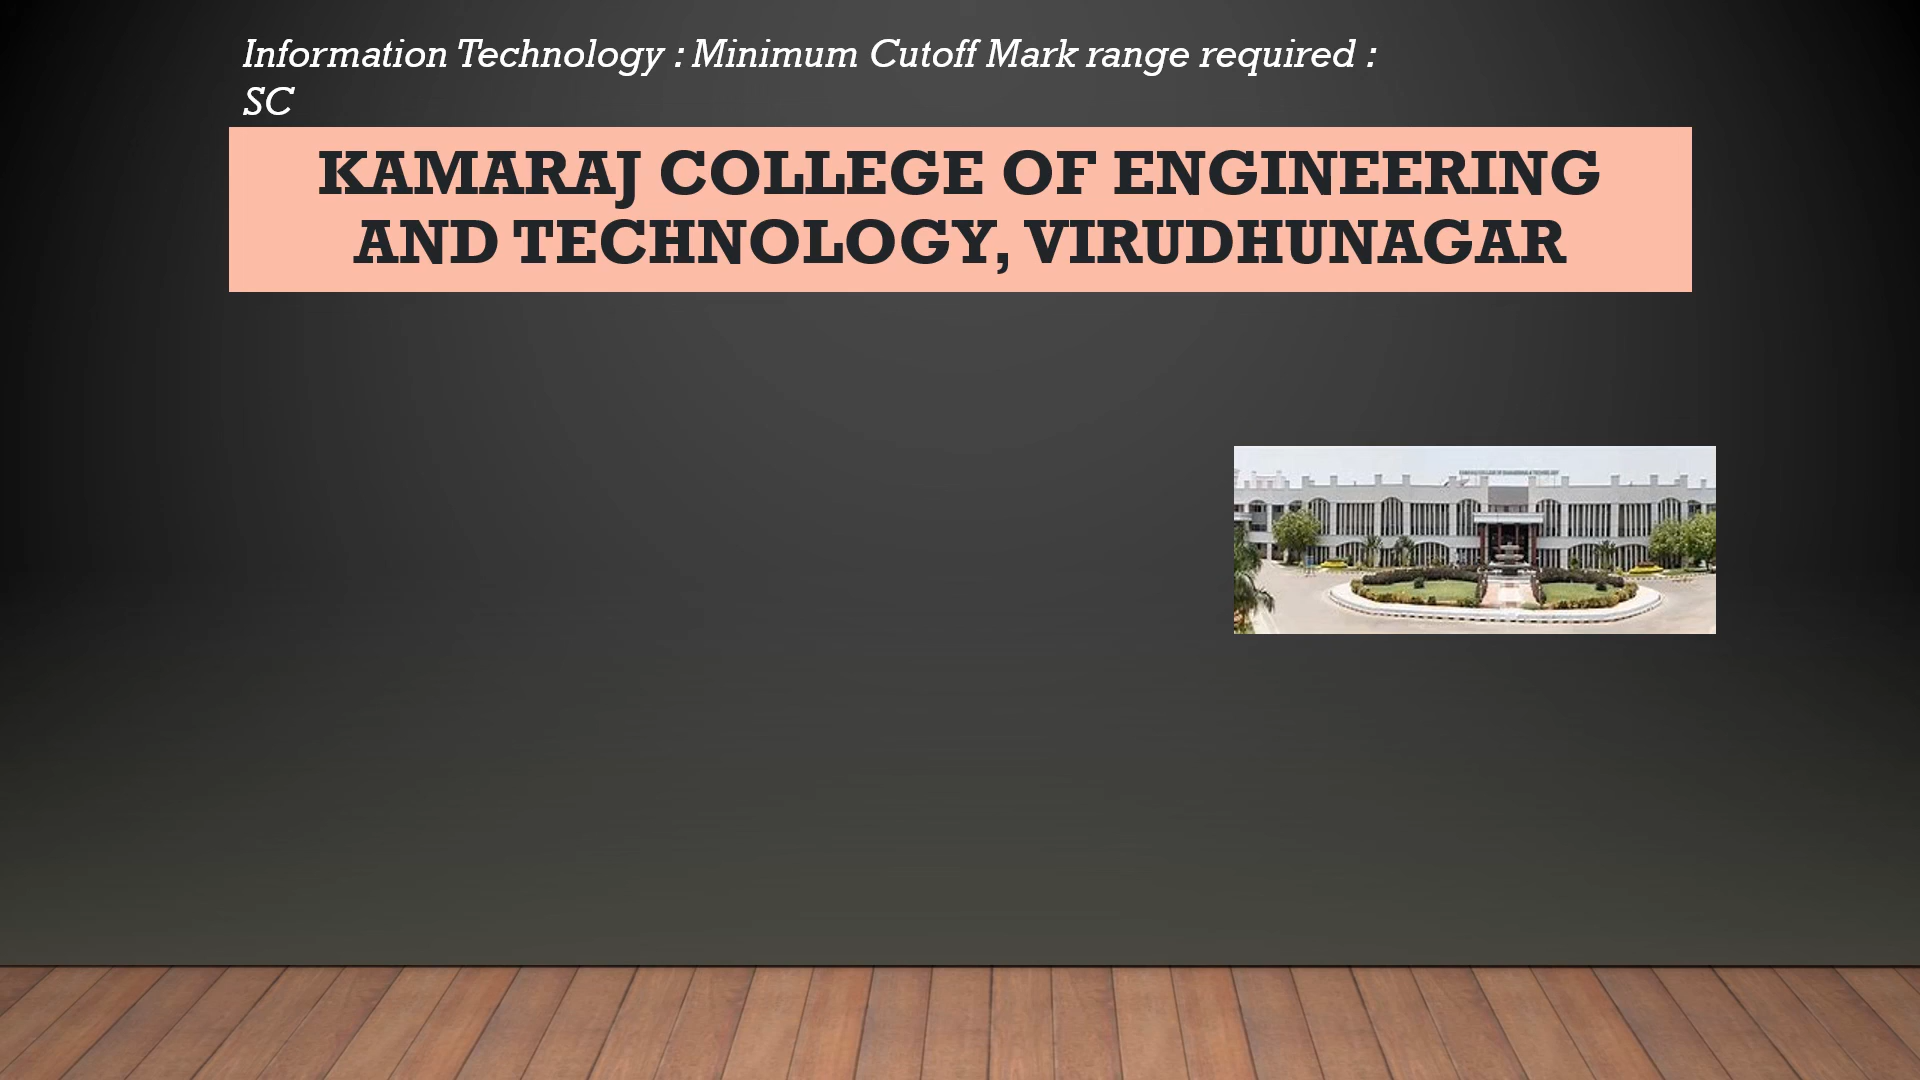 Information Technology : Minimum Cutoff Mark range required :
SC
KAMARAJ COLLEGE OF ENGINEERING
AND TECHNOLOGY, VIRUDHUNAGAR